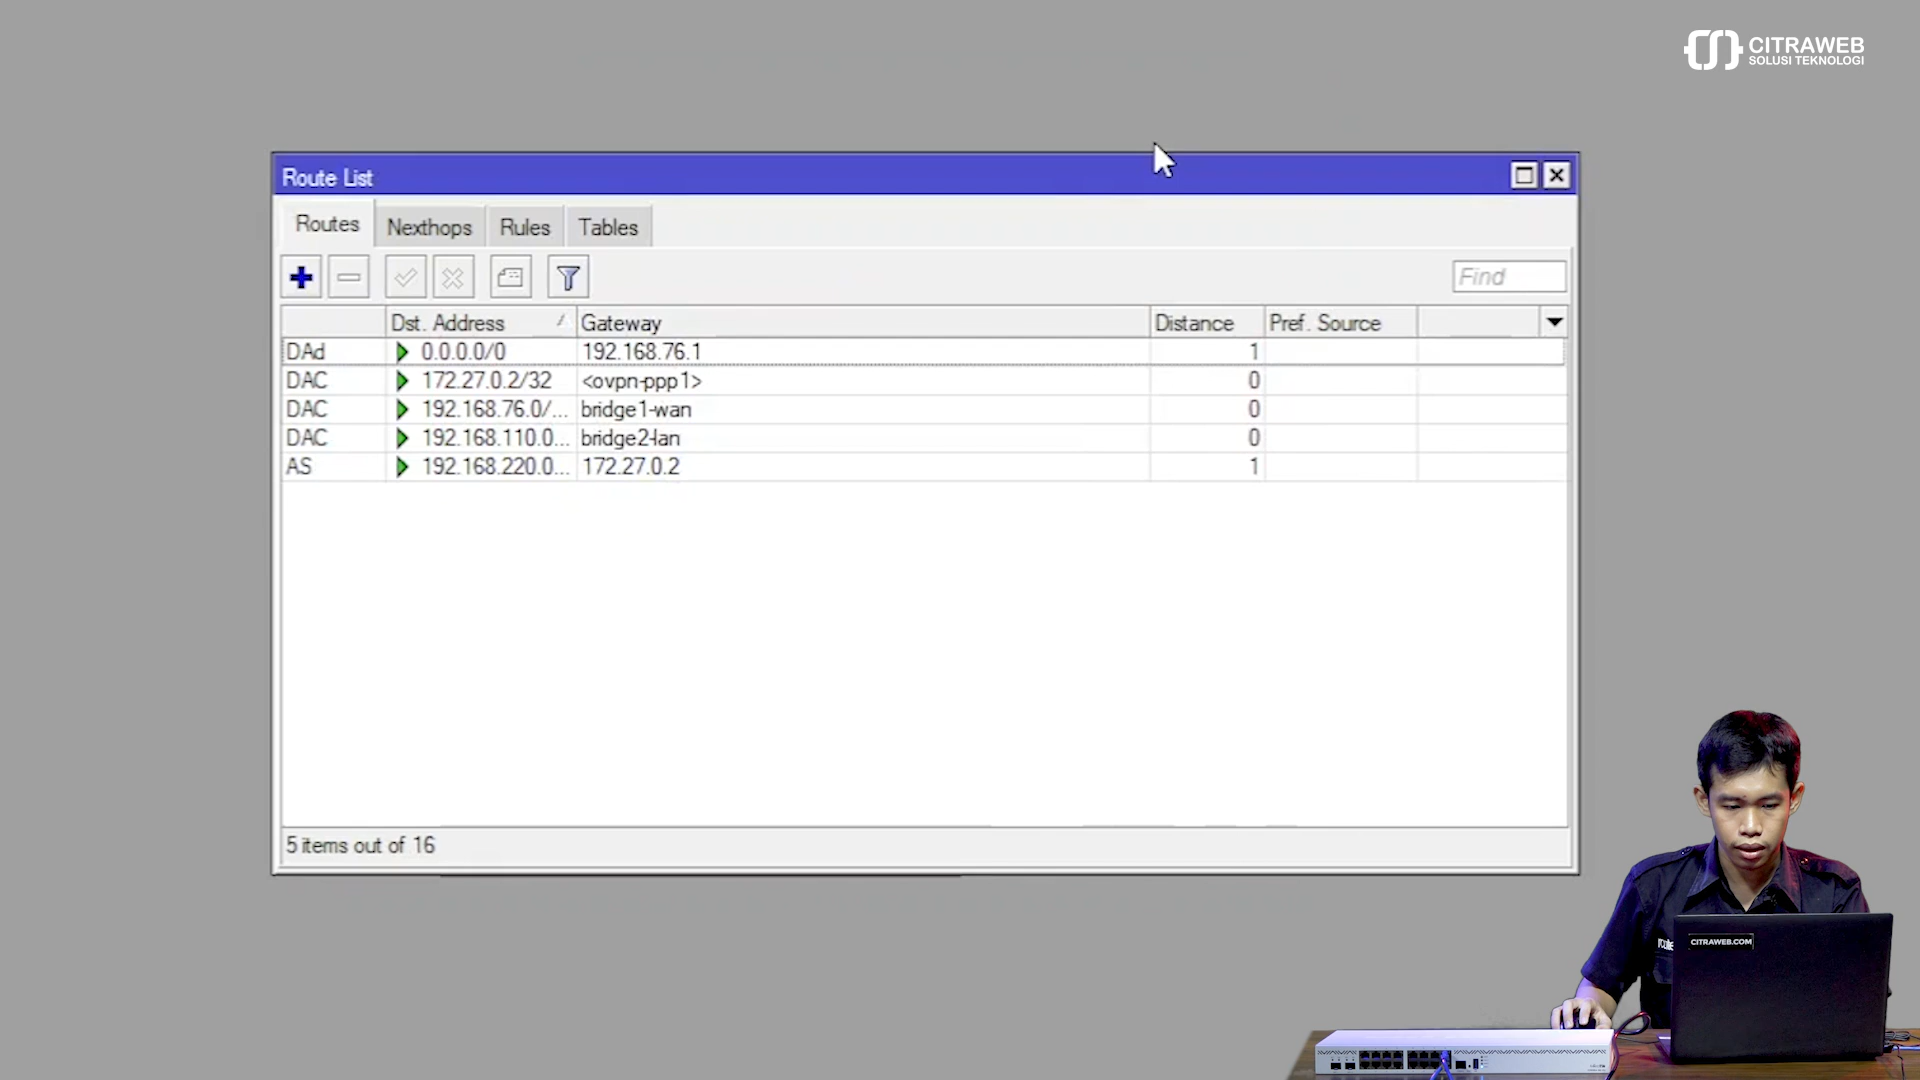 CITRAWEB
SOLUSI TEKNOLOGI
Route List
Routes Nexthops Rules Tables
Find
Dst. Address Gateway Distance Pref. Source
DAd 0.0.0.0/0 192.168.76.1 1
DAC 172.27.0.2/32 <ovpn-ppp1> 0
DAC 192.168.76.0/... bridge1-wan 0
DAC 192.168.110.0... bridge2-lan 0
AS 192.168.220.0... 172.27.0.2 1
5 items out of 16
CITRAWEB.COM